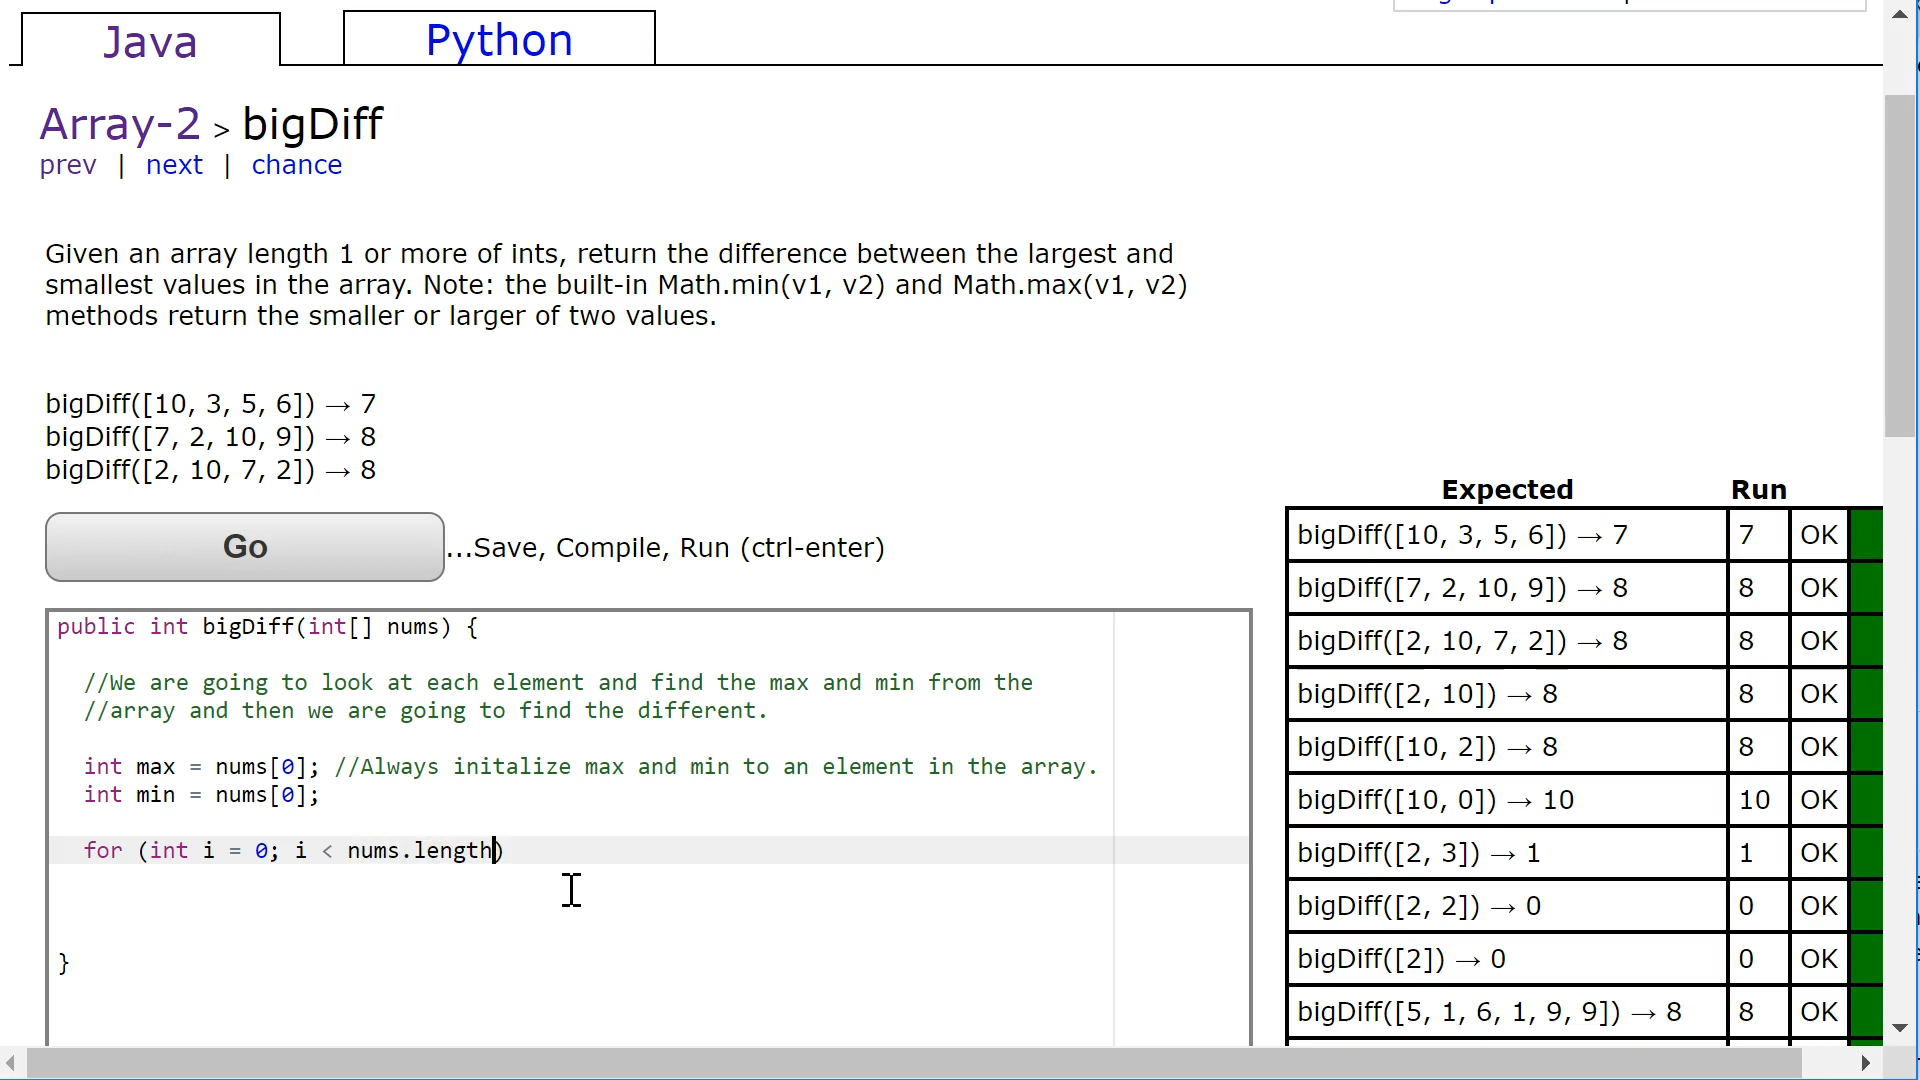 Java
Python
Array-2 > bigDiff
prev | next | chance
Given an array length 1 or more of ints, return the difference between the largest and
smallest values in the array. Note: the built-in Math.min(v1, v2) and Math.max(v1, v2)
methods return the smaller or larger of two values.
bigDiff([10, 3, 5, 6]) → 7
bigDiff([7, 2, 10, 9]) → 8
bigDiff([2, 10, 7, 2]) → 8
Go
...Save, Compile, Run (ctrl-enter)
public int bigDiff(int[] nums) {
//We are going to look at each element and find the max and min from the
//array and then we are going to find the different.
int max = nums[0]; //Always initalize max and min to an element in the array.
int min = nums[0];
for (int i = 0; i < nums.length)
}
Expected Run
bigDiff([10, 3, 5, 6]) → 7 7 OK
bigDiff([7, 2, 10, 9]) → 8 8 OK
bigDiff([2, 10, 7, 2]) → 8 8 OK
bigDiff([2, 10]) → 8 8 OK
bigDiff([10, 2]) → 8 8 OK
bigDiff([10, 0]) → 10 10 OK
bigDiff([2, 3]) → 1 1 OK
bigDiff([2, 2]) → 0 0 OK
bigDiff([2]) → 0 0 OK
bigDiff([5, 1, 6, 1, 9, 9]) → 8 8 OK